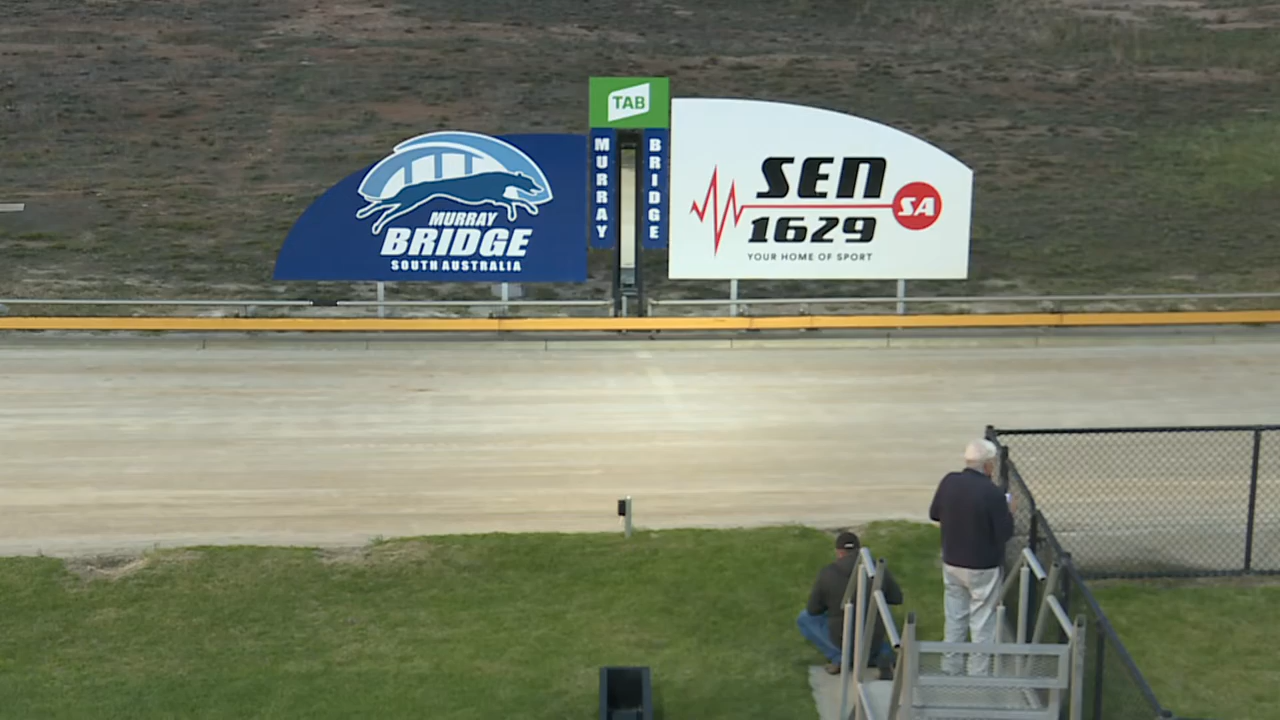 TAB
MURRAY
BRIDGE
MURRAY
BRIDGE
SOUTH AUSTRALIA
SEN
1629
SA
YOUR HOME OF SPORT